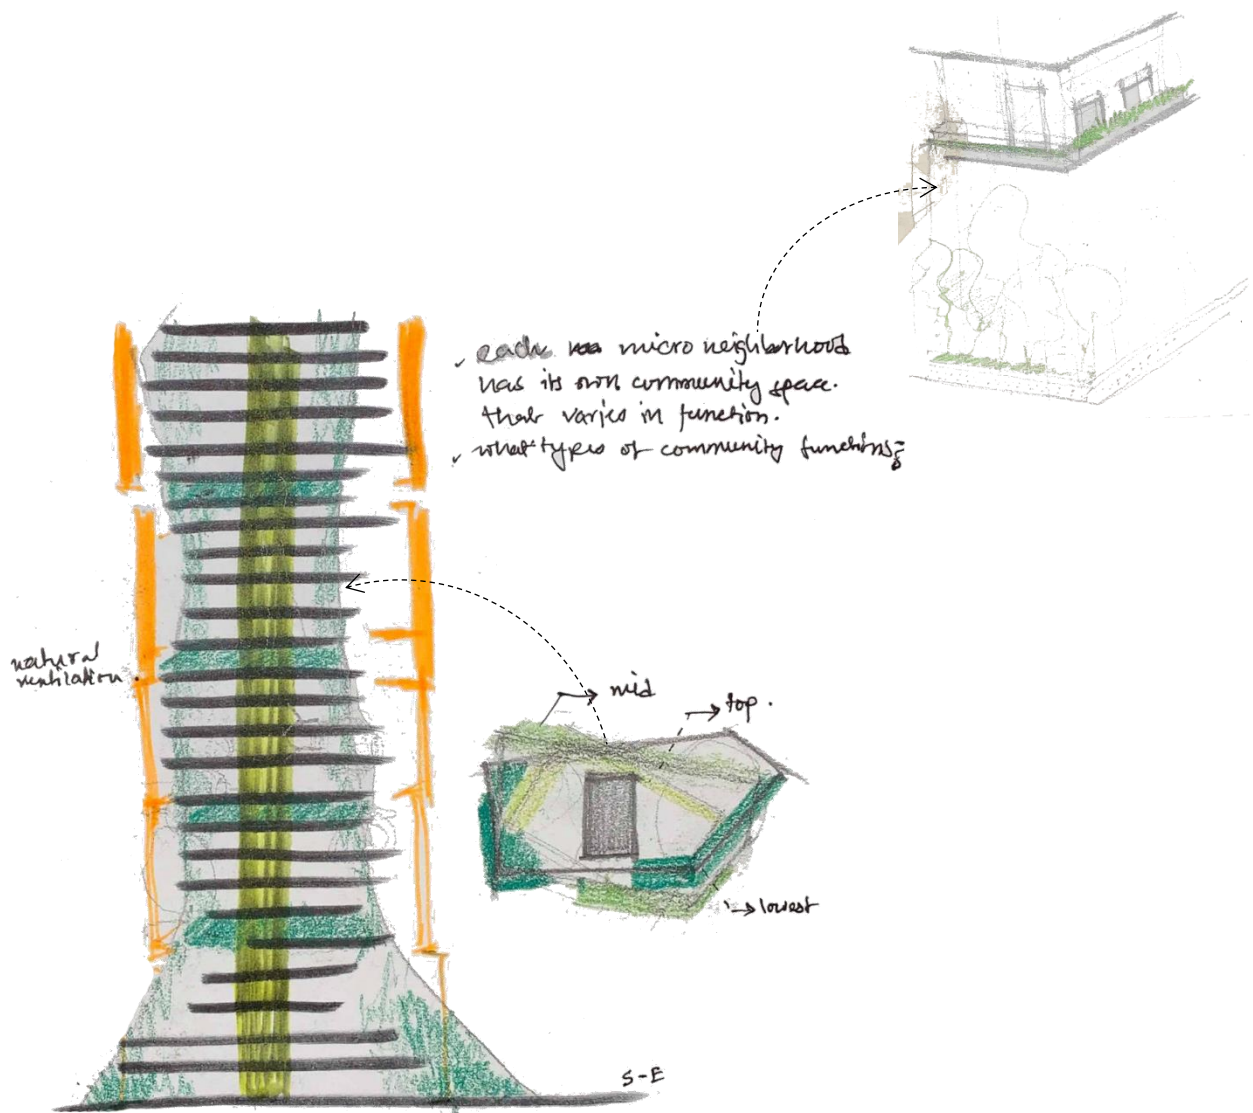 each micro neighborhood
has its own community space.
that varies in function.
what types of community functions?
natural
ventilation.
mid
top.
lowest
S-E